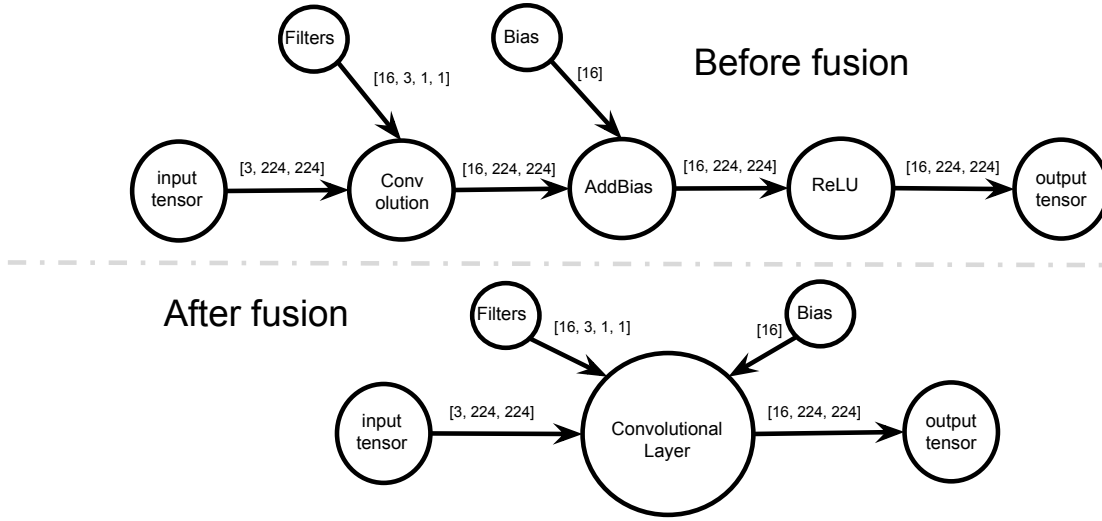 Filters
Bias
Before fusion
[16, 3, 1, 1]
[16]
[3, 224, 224]
[16, 224, 224]
[16, 224, 224]
[16, 224, 224]
input
tensor
Conv
olution
AddBias
ReLU
output
tensor
After fusion
Filters
Bias
[16, 3, 1, 1]
[16]
[3, 224, 224]
[16, 224, 224]
input
tensor
Convolutional
Layer
output
tensor